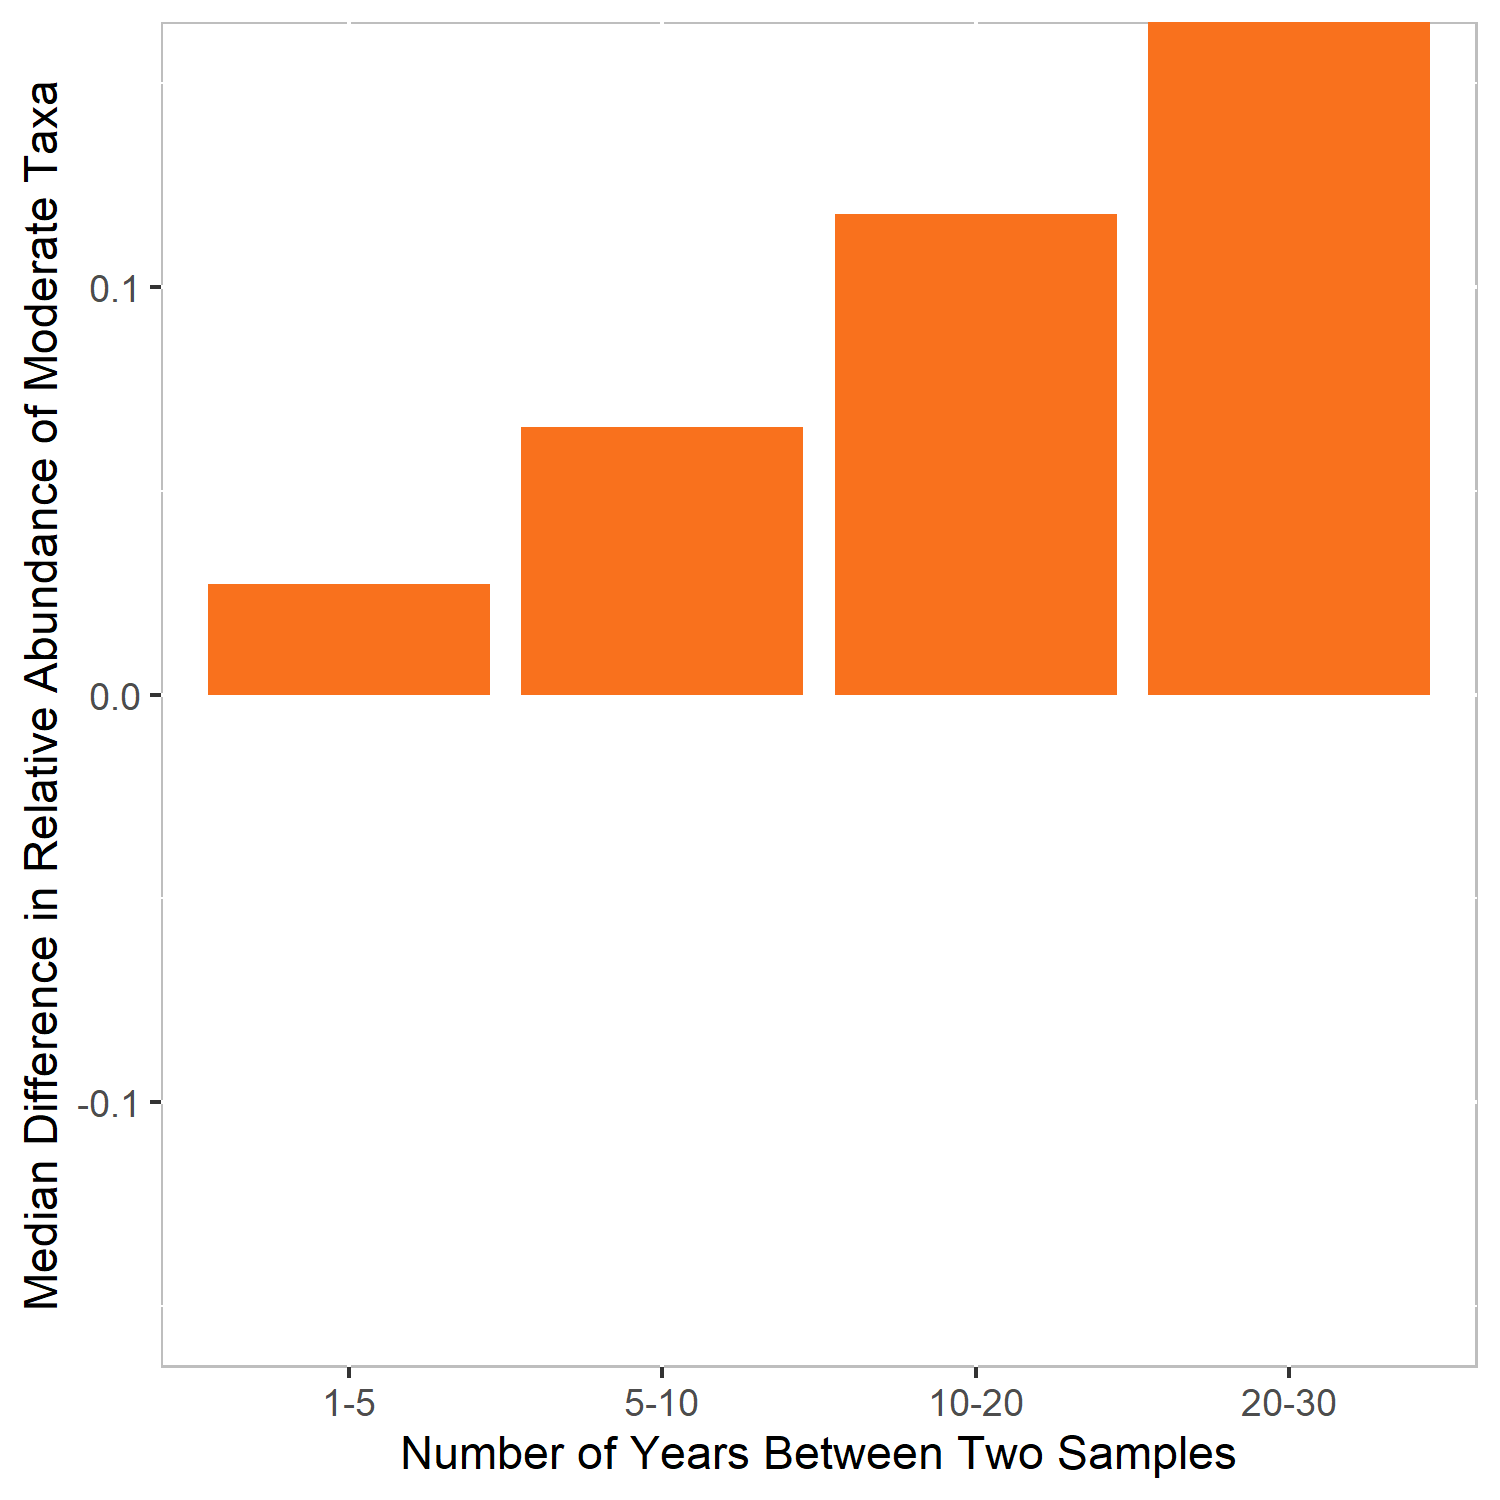 Median Difference in Relative Abundance of Moderate Taxa
0.1
0.0
-0.1
1-5 5-10 10-20 20-30
Number of Years Between Two Samples